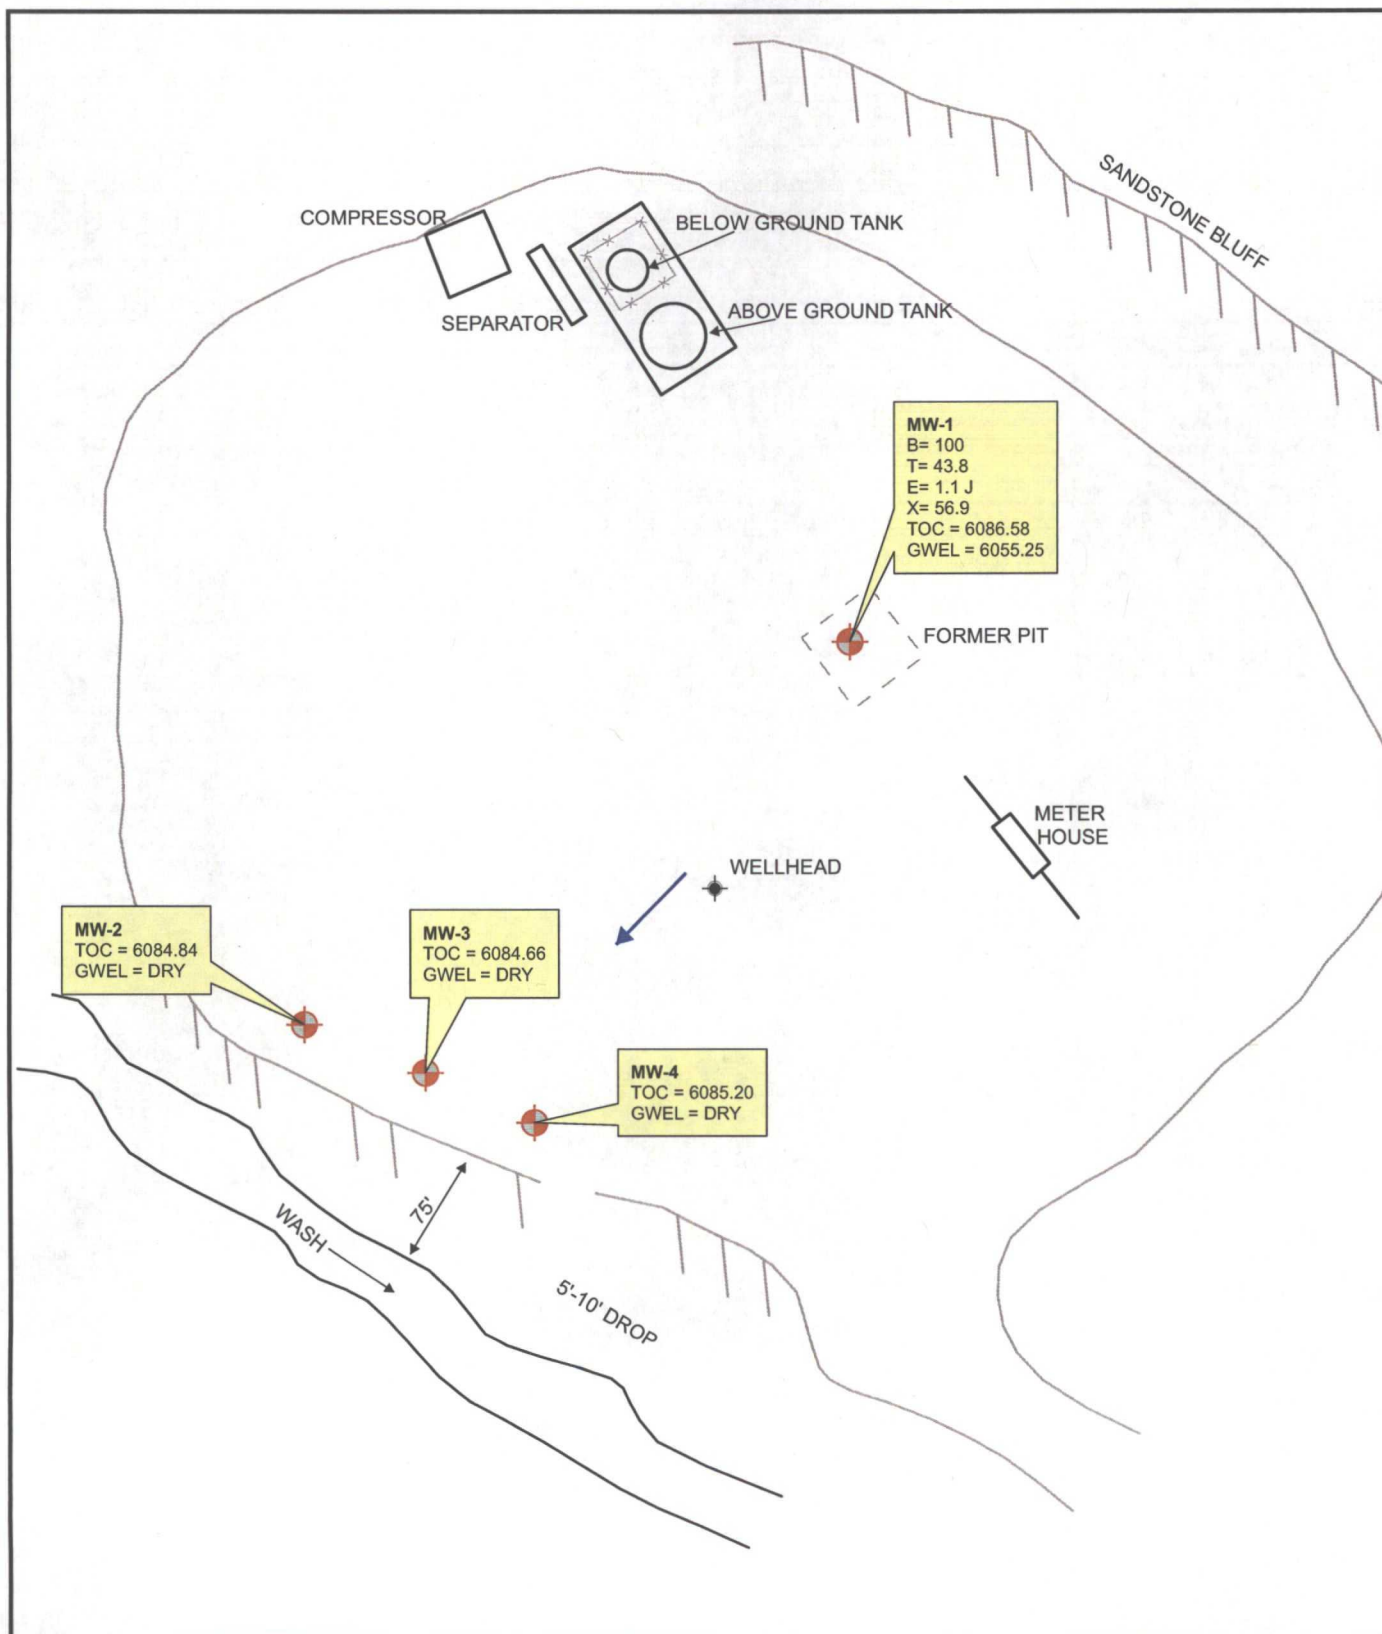 SANDSTONE BLUFF
COMPRESSOR
BELOW GROUND TANK
SEPARATOR
ABOVE GROUND TANK
MW-1
B= 100
T= 43.8
E= 1.1 J
X= 56.9
TOC = 6086.58
GWEL = 6055.25
FORMER PIT
METER
HOUSE
WELLHEAD
MW-2
TOC = 6084.84
GWEL = DRY
MW-3
TOC = 6084.66
GWEL = DRY
MW-4
TOC = 6085.20
GWEL = DRY
75'
WASH
5'-10' DROP